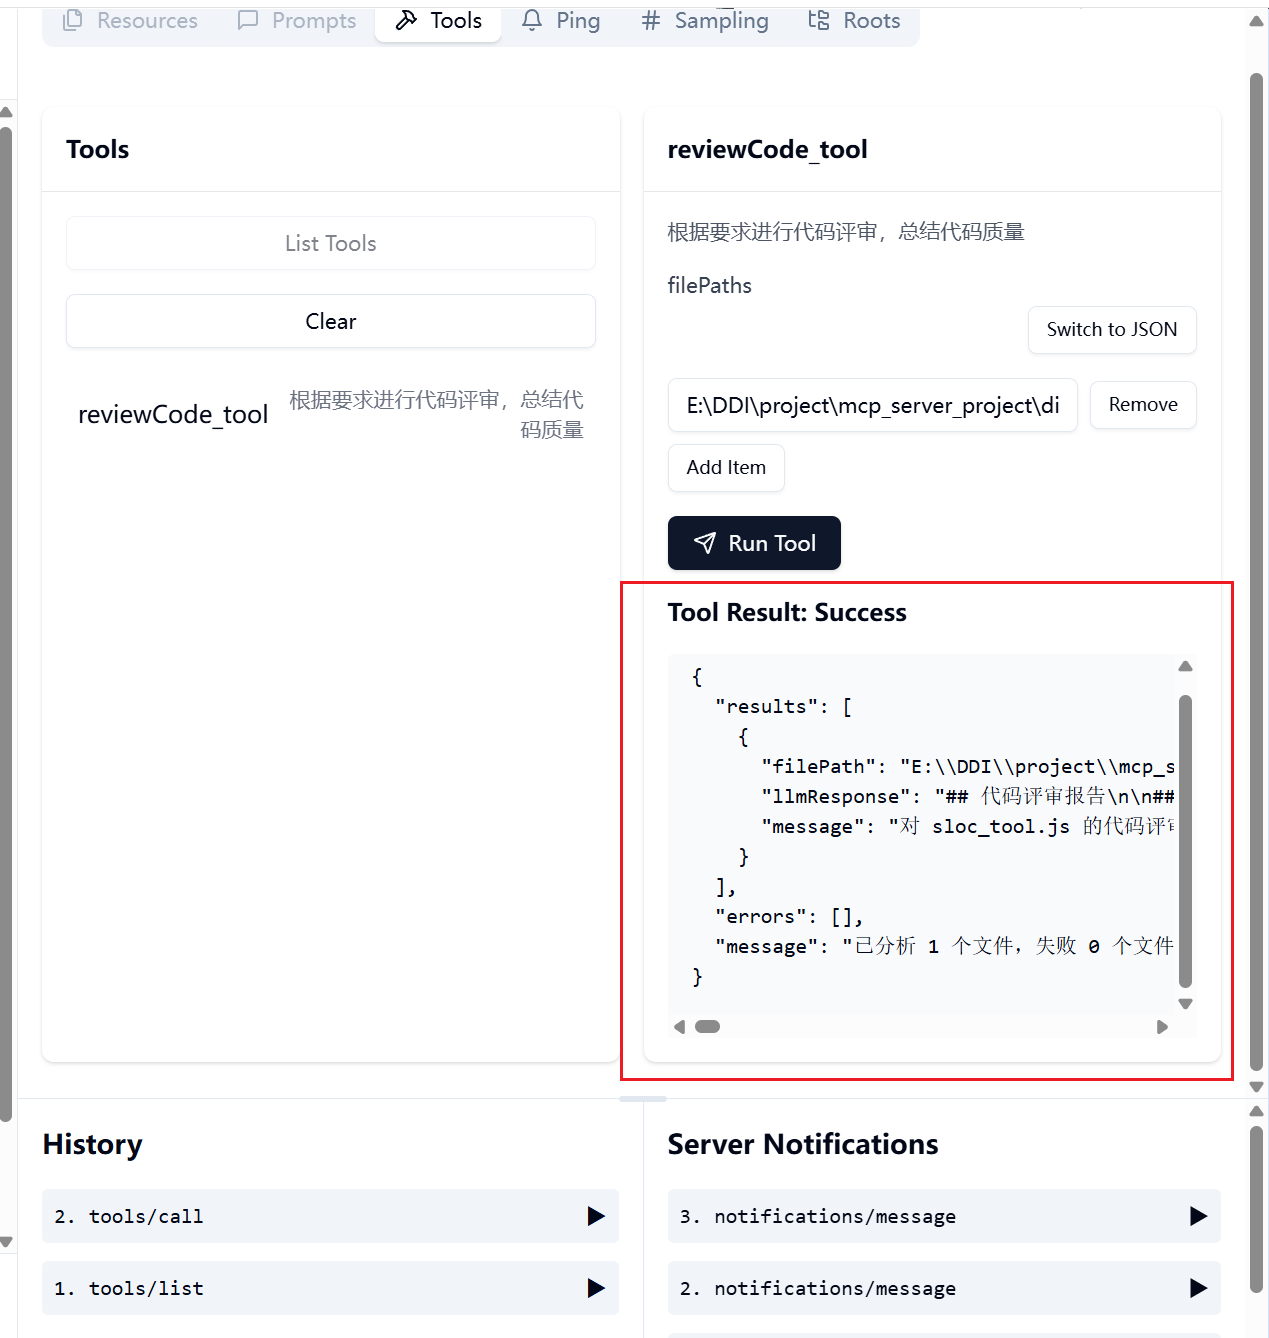 Resources
Prompts
Tools
Ping
Sampling
Roots
Tools
List Tools
Clear
reviewCode_tool
根据要求进行代码评审，总结代
码质量
reviewCode_tool
根据要求进行代码评审，总结代码质量
filePaths
Switch to JSON
E:\DDI\project\mcp_server_project\di
Remove
Add Item
Run Tool
Tool Result: Success
{
"results": [
{
"filePath": "E:\\DDI\\project\\mcp_s
"llmResponse": "## 代码评审报告\n\n##
"message": "对 sloc_tool.js 的代码评
}
],
"errors": [],
"message": "已分析 1 个文件，失败 0 个文件
}
History
2. tools/call
1. tools/list
Server Notifications
3. notifications/message
2. notifications/message